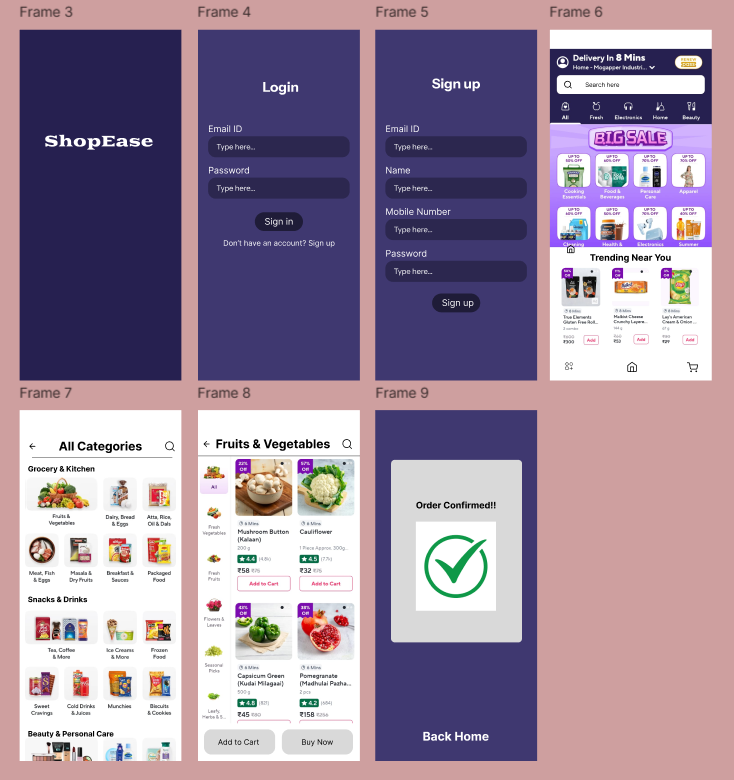 Frame 3
ShopEase
Frame 4
Login
Email ID
Type here...
Password
Type here...
Sign in
Don't have an account? Sign up
Frame 5
Sign up
Email ID
Type here...
Name
Type here...
Mobile Number
Type here...
Password
Type here...
Sign up
Frame 6
Delivery In 8 Mins
Home - Mogapper Industri...
Search here
All
Fresh
Electronics
Home
Beauty
BIG SALE
UP TO
50% OFF
Cooking
Essentials
UP TO
60% OFF
Food &
Beverages
UP TO
70% OFF
Personal
Care
UP TO
70% OFF
Apparel
UP TO
60% OFF
Cleaning
UP TO
50% OFF
Health &
UP TO
70% OFF
Electronics
UP TO
40% OFF
Summer
Trending Near You
8 Mins
True Elements
Gluten Free Roll...
₹300
Add
8 Mins
Crunchy Layere...
Add
8 Mins
Lay's American
Cream & Onion ...
Add
Frame 7
All Categories
Grocery & Kitchen
Fruits &
Vegetables
Dairy, Bread
& Eggs
Atta, Rice,
Oil & Dals
Meat, Fish
& Eggs
Masala &
Dry Fruits
Breakfast &
Sauces
Packaged
Food
Snacks & Drinks
Tea, Coffee
& More
Ice Creams
& More
Frozen
Food
Sweet
Cravings
Cold Drinks
& Juices
Munchies
Biscuits
& Cookies
Beauty & Personal Care
Frame 8
Fruits & Vegetables
All
Fresh
Vegetables
Fresh
Fruits
Flowers &
Leaves
Seasonal
Picks
Leafy,
Herbs & S...
22%
Off
6 Mins
Mushroom Button
(Kalaan)
200 g
4.4
₹58
Add to Cart
57%
Off
6 Mins
Cauliflower
1 Piece Approx. 200g...
4.5
₹32
Add to Cart
43%
Off
6 Mins
Capsicum Green
(Kudai Milagaai)
500 g
₹45
38%
Off
6 Mins
Pomegranate
(Madhulai Pazha...
2 pcs
4.2
₹158
Add to Cart
Buy Now
Frame 9
Order Confirmed!!
Back Home